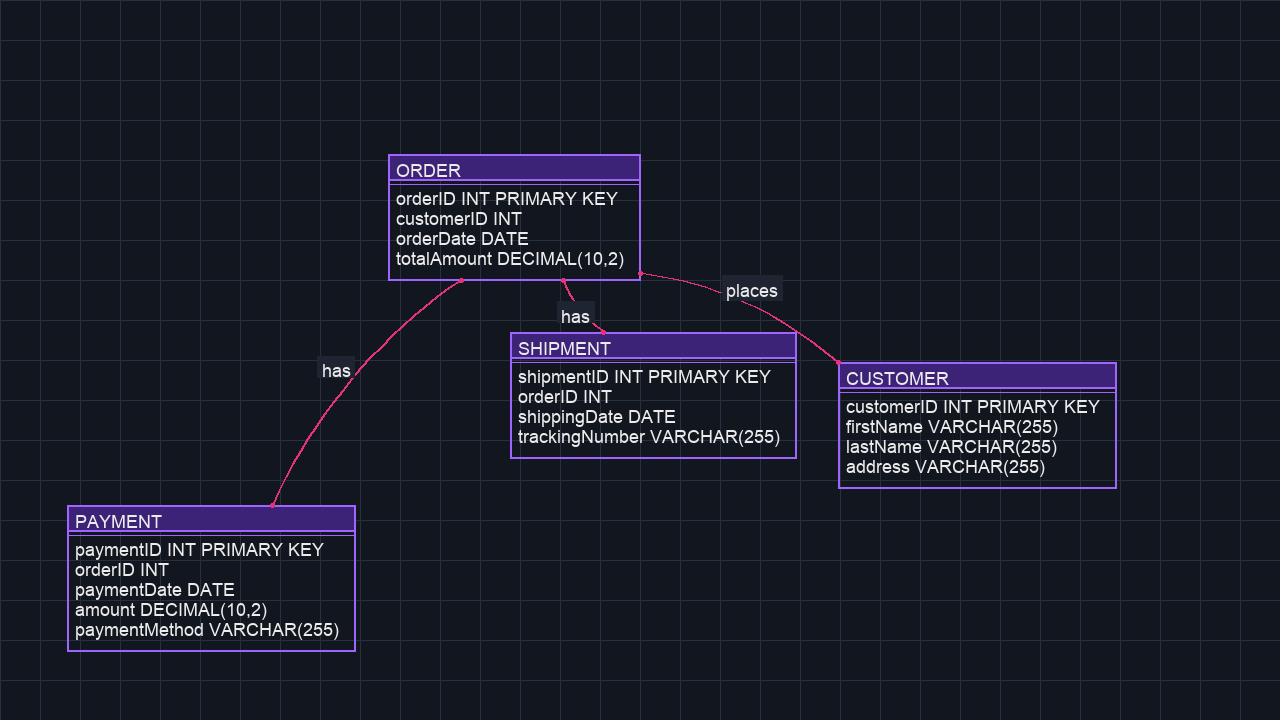 ORDER
orderID INT PRIMARY KEY
customerID INT
orderDate DATE
totalAmount DECIMAL(10,2)
places
has
SHIPMENT
shipmentID INT PRIMARY KEY
orderID INT
shippingDate DATE
trackingNumber VARCHAR(255)
has
CUSTOMER
customerID INT PRIMARY KEY
firstName VARCHAR(255)
lastName VARCHAR(255)
address VARCHAR(255)
PAYMENT
paymentID INT PRIMARY KEY
orderID INT
paymentDate DATE
amount DECIMAL(10,2)
paymentMethod VARCHAR(255)